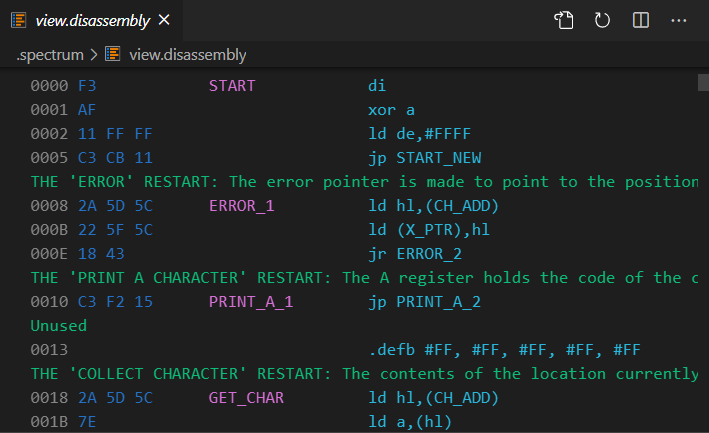 view.disassembly
.spectrum > view.disassembly
0000 F3 START di
0001 AF xor a
0002 11 FF FF ld de,#FFFF
0005 C3 CB 11 jp START_NEW
THE 'ERROR' RESTART: The error pointer is made to point to the position
0008 2A 5D 5C ERROR_1 ld hl,(CH_ADD)
000B 22 5F 5C ld (X_PTR),hl
000E 18 43 jr ERROR_2
THE 'PRINT A CHARACTER' RESTART: The A register holds the code of the c
0010 C3 F2 15 PRINT_A_1 jp PRINT_A_2
Unused
0013 .defb #FF, #FF, #FF, #FF, #FF
THE 'COLLECT CHARACTER' RESTART: The contents of the location currently
0018 2A 5D 5C GET_CHAR ld hl,(CH_ADD)
001B 7E ld a,(hl)